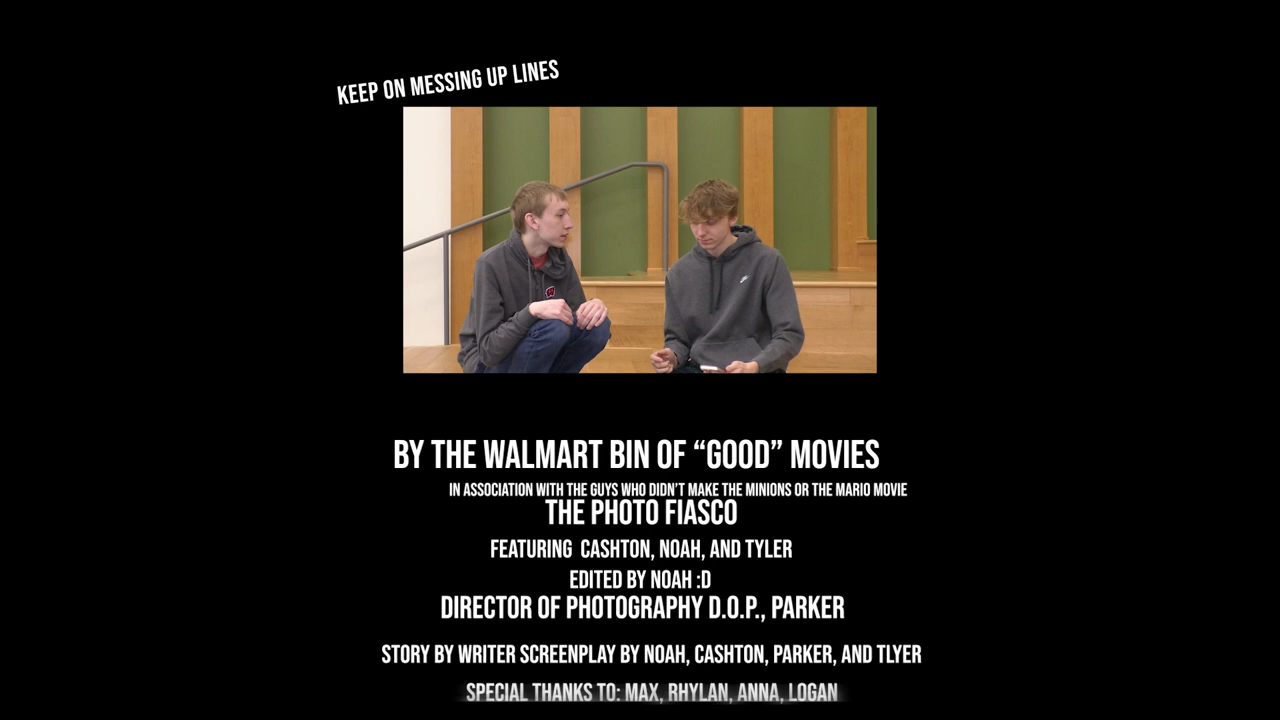 KEEP ON MESSING UP LINES
BY THE WALMART BIN OF “GOOD” MOVIES
IN ASSOCIATION WITH THE GUYS WHO DIDN’T MAKE THE MINIONS OR THE MARIO MOVIE
THE PHOTO FIASCO
FEATURING CASHTON, NOAH, AND TYLER
EDITED BY NOAH :D
DIRECTOR OF PHOTOGRAPHY D.O.P., PARKER
STORY BY WRITER SCREENPLAY BY NOAH, CASHTON, PARKER, AND TLYER
SPECIAL THANKS TO: MAX, RHYLAN, ANNA, LOGAN